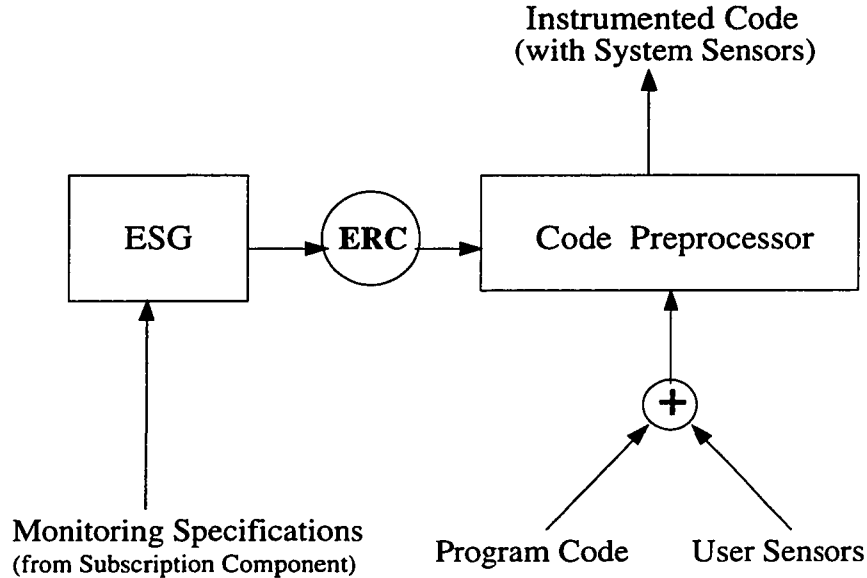 Instrumented Code
(with System Sensors)
ESG
ERC
Code Preprocessor
+
Monitoring Specifications
(from Subscription Component)
Program Code
User Sensors